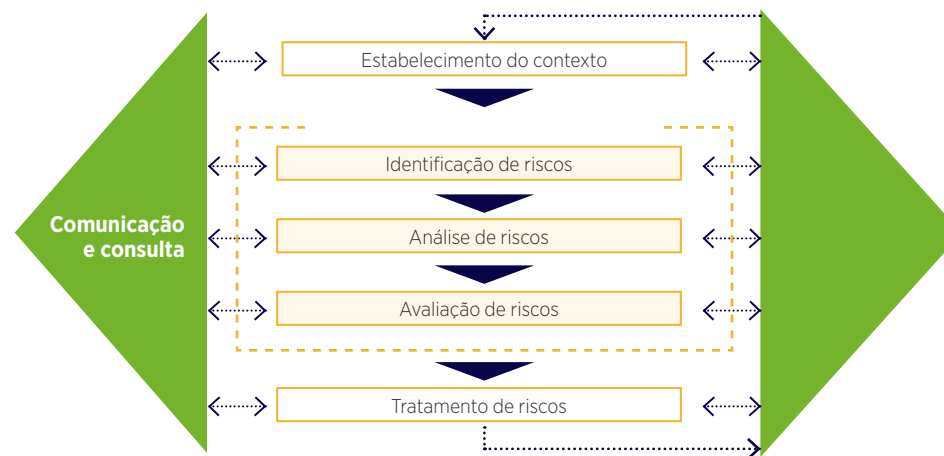 Estabelecimento do contexto
Identificação de riscos
Comunicação
e consulta
Análise de riscos
Avaliação de riscos
Tratamento de riscos